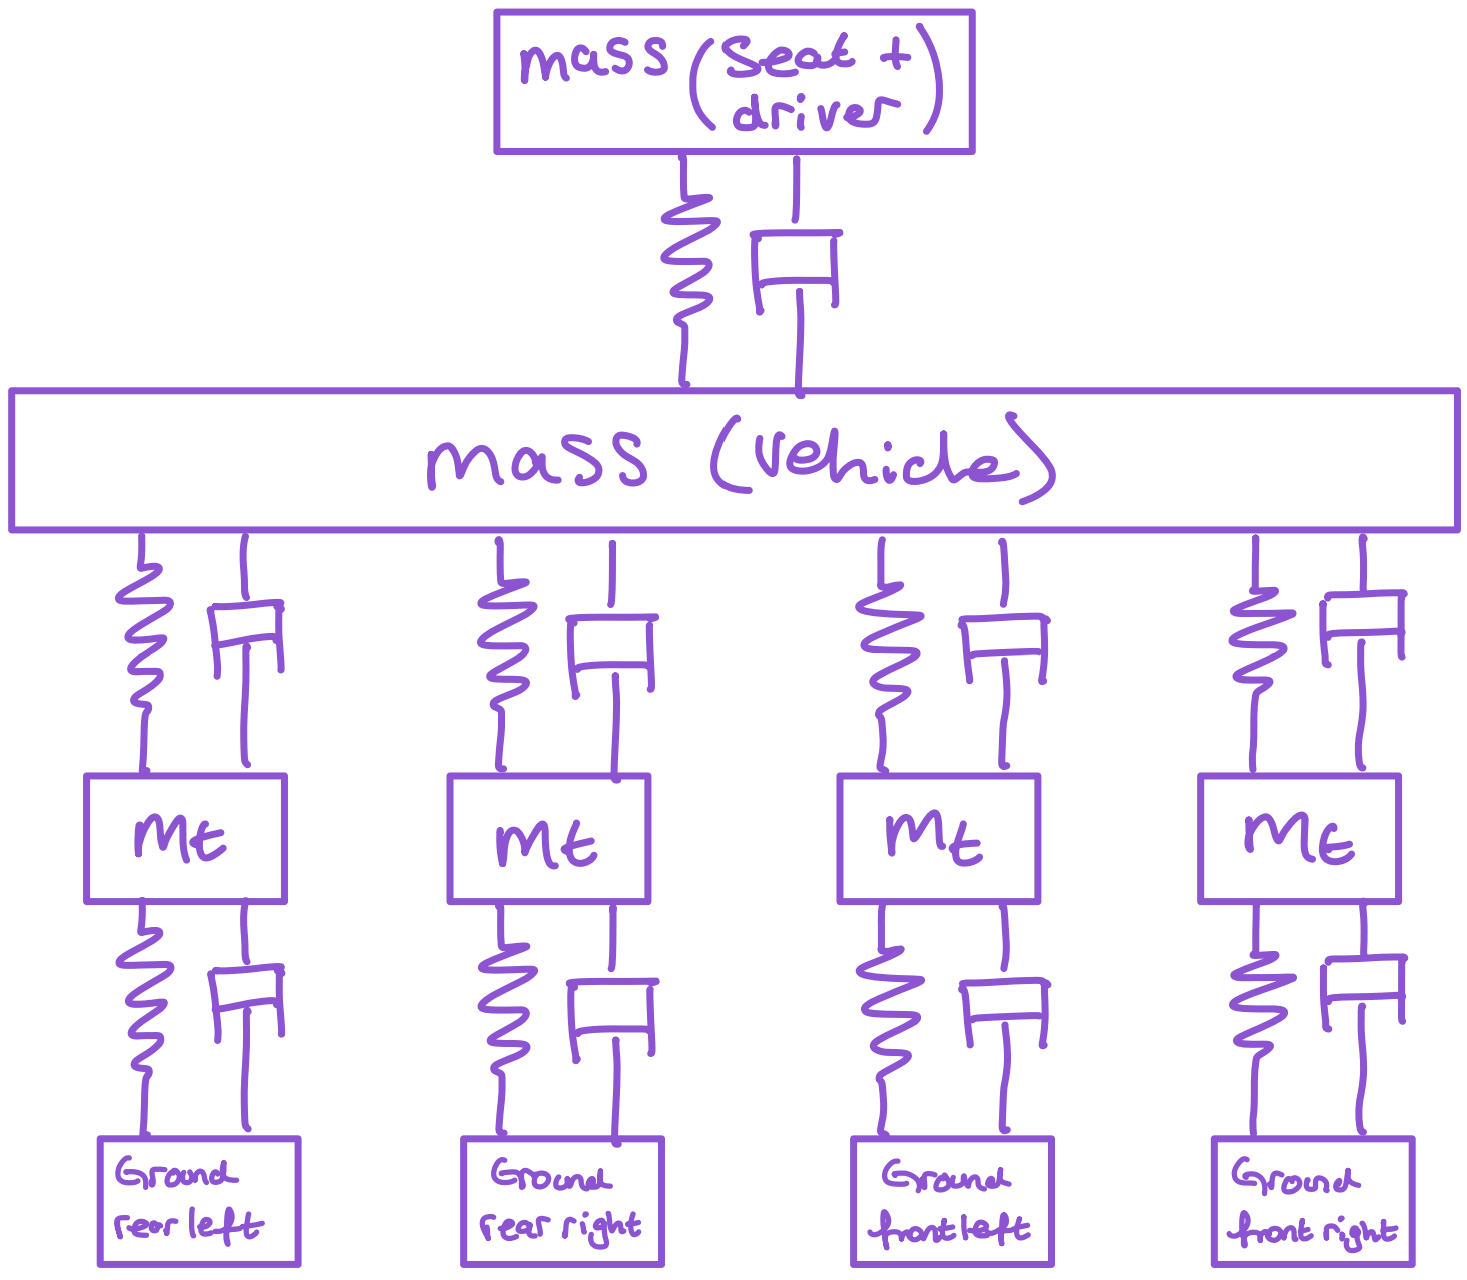 mass (Seat +
driver)
mass (vehicle)
Mt
Mt
Mt
Mt
Ground
rear left
Ground
rear right
Ground
front left
Ground
front right